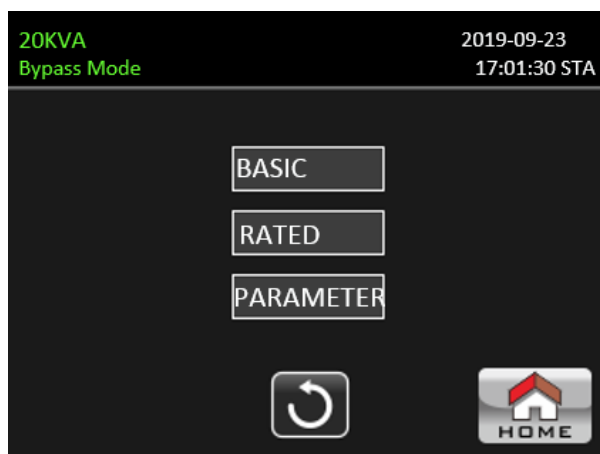 20KVA
2019-09-23
Bypass Mode
17:01:30 STA
BASIC
RATED
PARAMETER
HOME